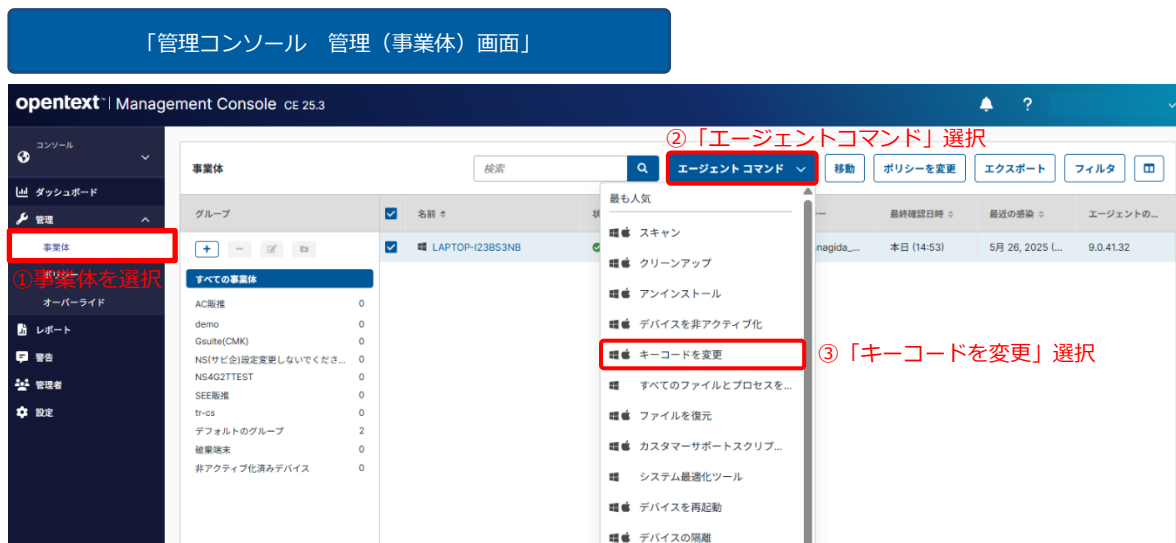 「管理コンソール　管理（事業体）画面」
opentext™ | Management Console CE 25.3
?
②「エージェントコマンド」選択
コンソール
事業体
検索
エージェント コマンド
移動
ポリシーを変更
エクスポート
フィルタ
ダッシュボード
管理
事業体
①事業体を選択
オーバーライド
レポート
警告
管理者
設定
グループ
名前
最終確認日時
最近の感染
エージェントの...
すべての事業体
LAPTOP-I23BS3NB
nagida_...
本日 (14:53)
5月 26, 2025 (...
9.0.41.32
AC販推 0
demo 0
Gsuite(CMK) 0
NS(サビ企)設定変更しないでくださ... 0
NS4G2TTEST 0
SEE販推 0
tr-cs 0
デフォルトのグループ 2
破棄端末 0
非アクティブ化済みデバイス 0
最も人気
スキャン
クリーンアップ
アンインストール
デバイスを非アクティブ化
キーコードを変更
③「キーコードを変更」選択
すべてのファイルとプロセスを...
ファイルを復元
カスタマーサポートスクリプ...
システム最適化ツール
デバイスを再起動
デバイスの隔離